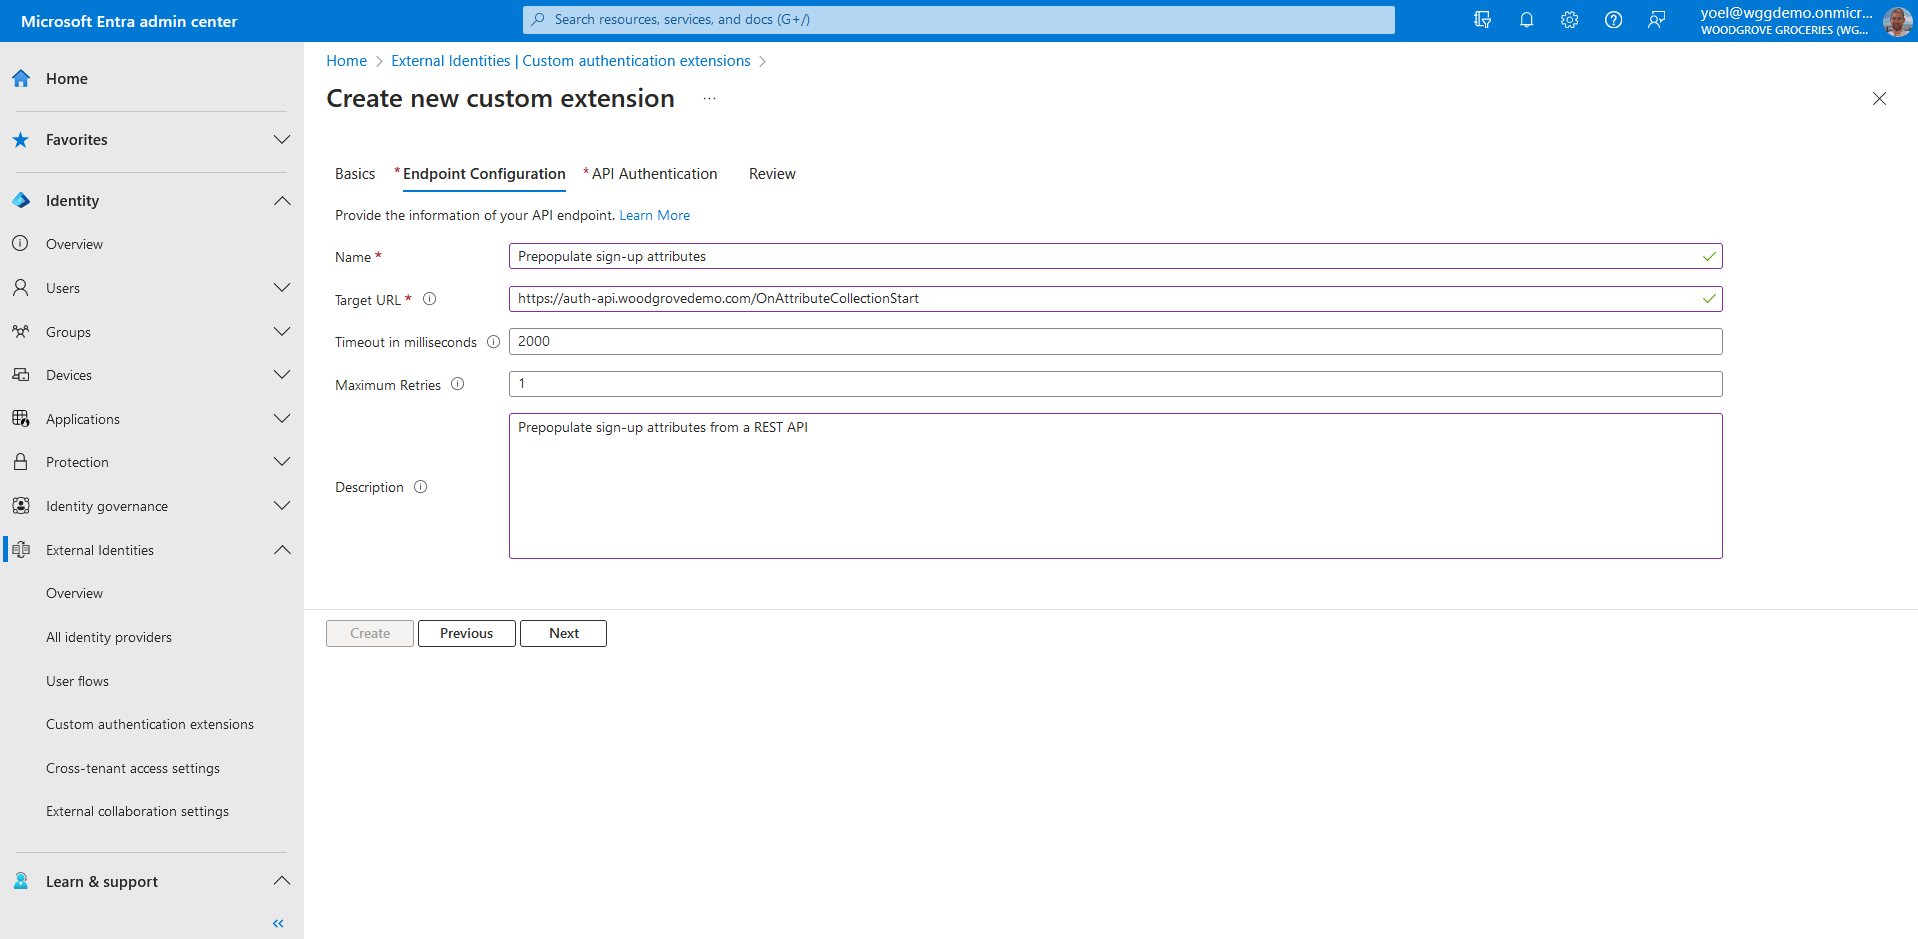 Microsoft Entra admin center
Search resources, services, and docs (G+/)
yoel@wggdemo.onmicr...
WOODGROVE GROCERIES (WG...
Home
Favorites
Identity
Overview
Users
Groups
Devices
Applications
Protection
Identity governance
External Identities
Overview
All identity providers
User flows
Custom authentication extensions
Cross-tenant access settings
External collaboration settings
Learn & support
Home > External Identities | Custom authentication extensions >
Create new custom extension ...
Basics * Endpoint Configuration * API Authentication Review
Provide the information of your API endpoint. Learn More
Name * Prepopulate sign-up attributes
Target URL * https://auth-api.woodgrovedemo.com/OnAttributeCollectionStart
Timeout in milliseconds 2000
Maximum Retries 1
Description Prepopulate sign-up attributes from a REST API
Create Previous Next